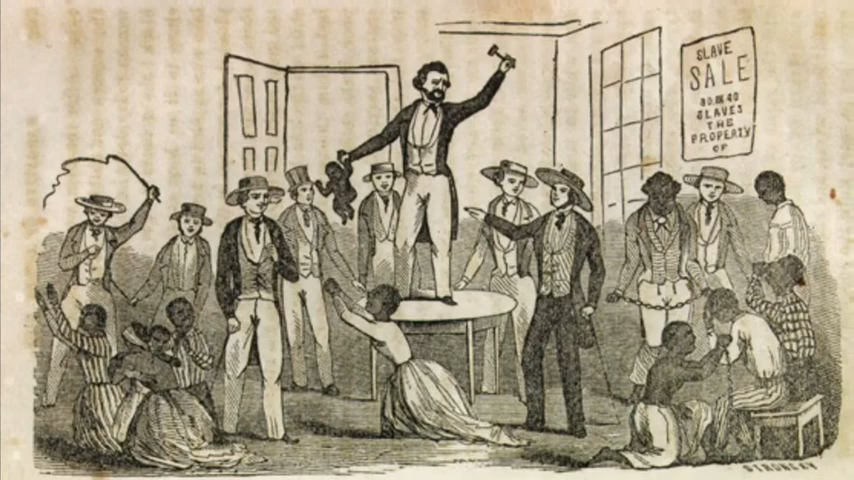 SLAVE
SALE
SLAVES
THE
PROPERTY
OF